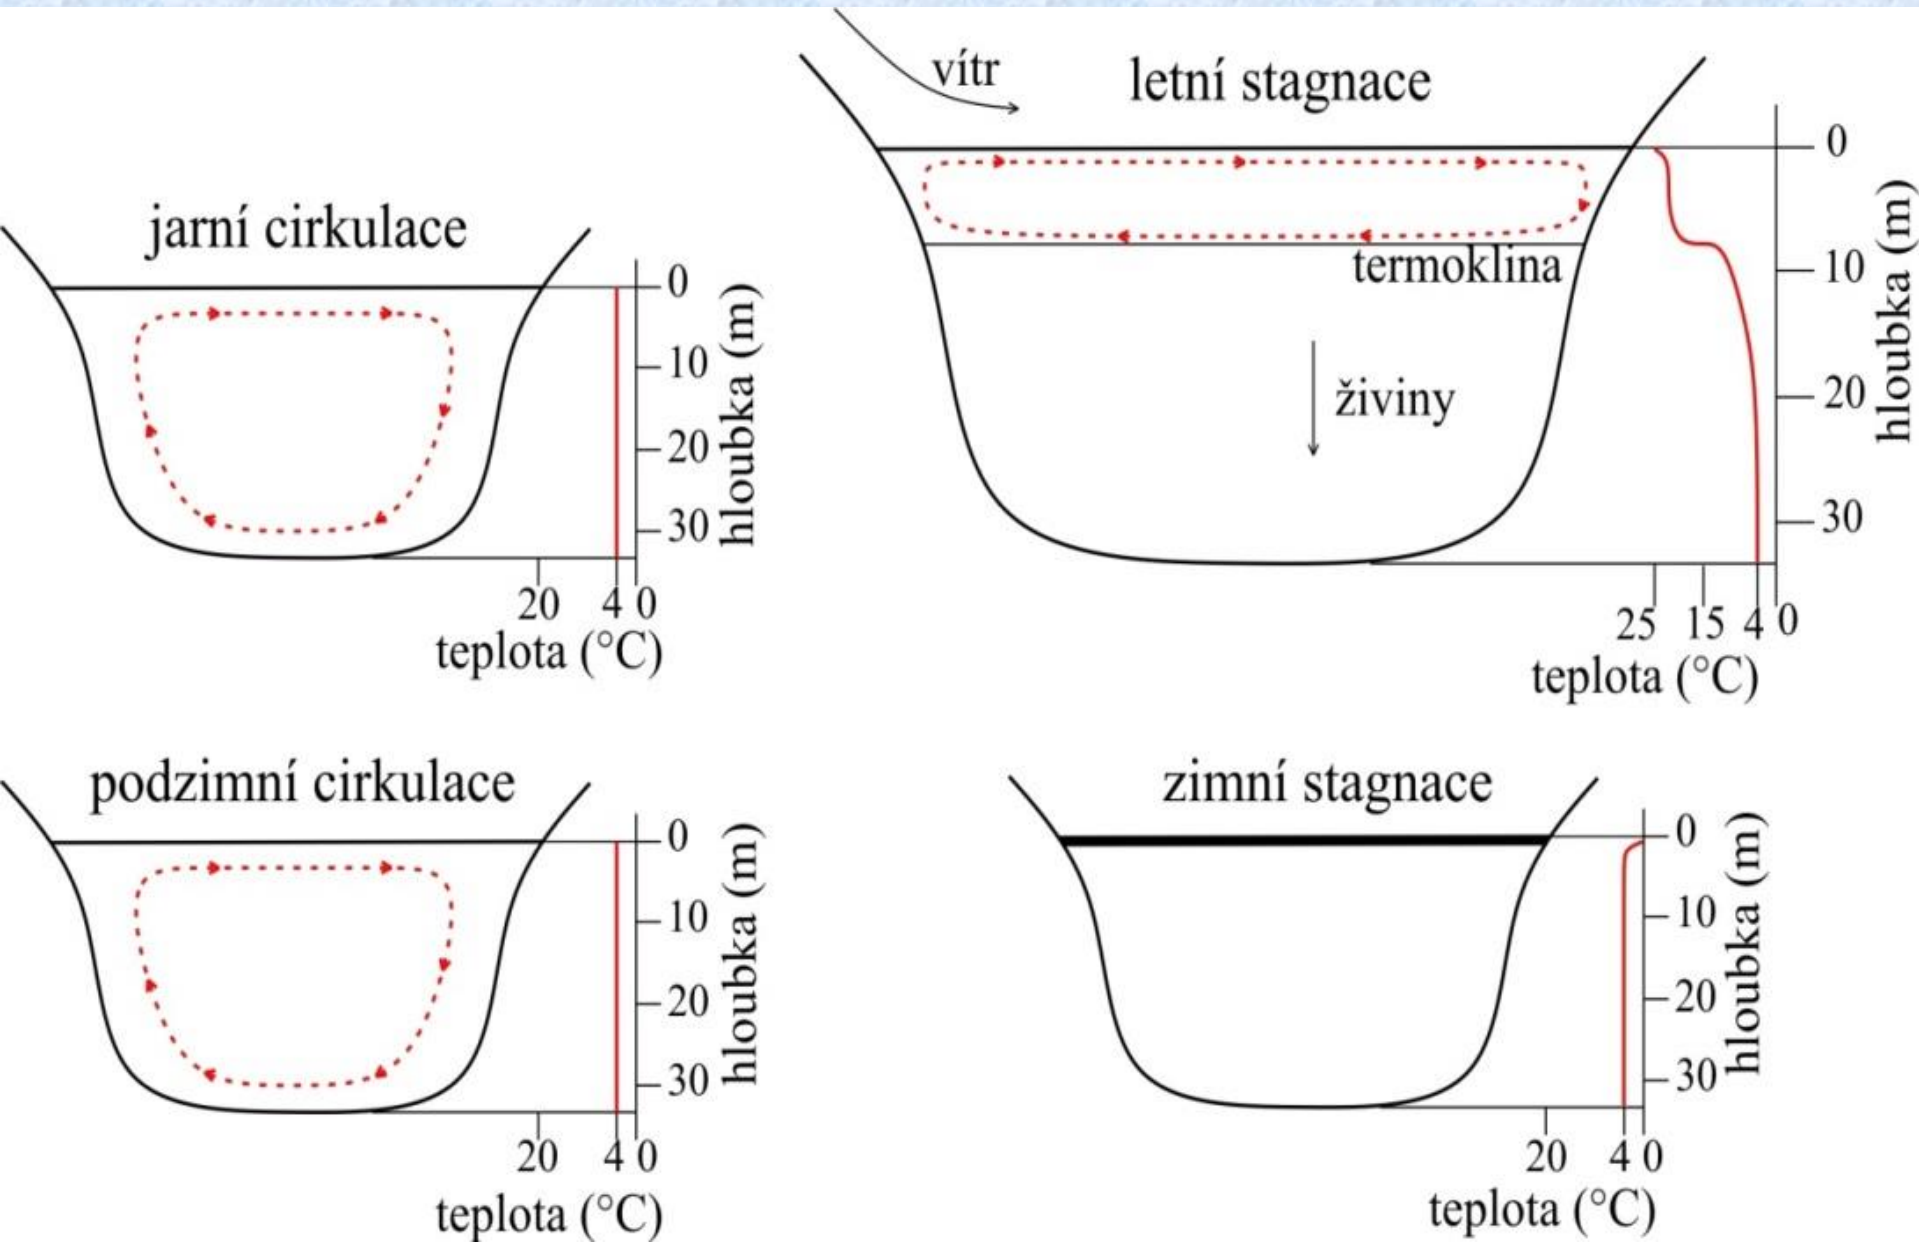 jarní cirkulace
0
10
20
30
hloubka (m)
20 4 0
teplota (°C)
vítr
letní stagnace
termoklina
živiny
0
10
20
30
hloubka (m)
25 15 4 0
teplota (°C)
podzimní cirkulace
0
10
20
30
hloubka (m)
20 4 0
teplota (°C)
zimní stagnace
0
10
20
30
hloubka (m)
20 4 0
teplota (°C)